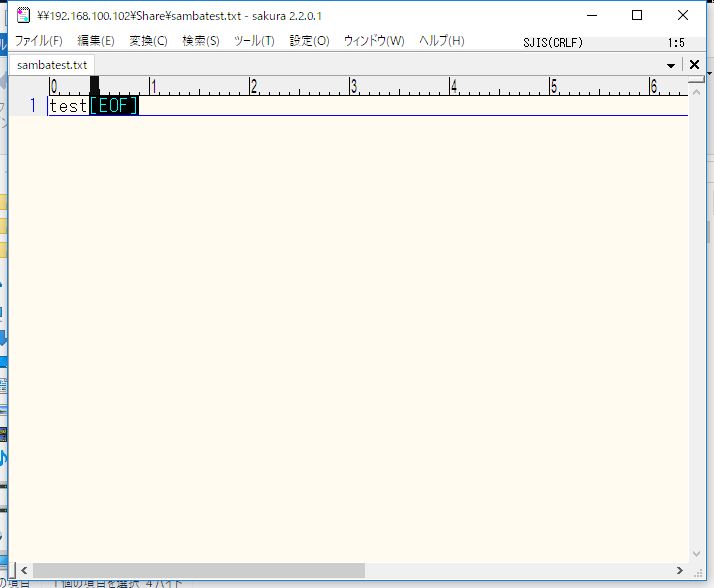 ¥¥192.168.100.102¥Share¥sambatest.txt - sakura 2.2.0.1
ファイル(F) 編集(E) 変換(C) 検索(S) ツール(T) 設定(O) ウィンドウ(W) ヘルプ(H) SJIS(CRLF) 1:5
sambatest.txt
0 1 2 3 4 5 6
1 test[EOF]
の項目 1 個の項目を選択 4 バイト